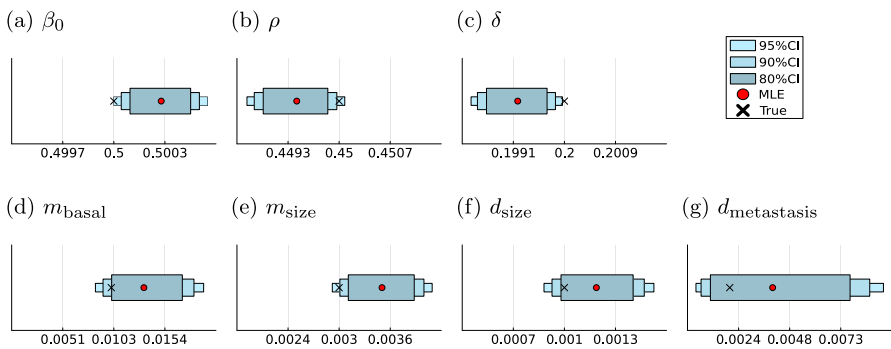 (a) β0
(b) ρ
(c) δ
95%CI
90%CI
80%CI
MLE
True
0.4997 0.5 0.5003
0.4493 0.45 0.4507
0.1991 0.2 0.2009
(d) mbasal
(e) msize
(f) dsize
(g) dmetastasis
0.0051 0.0103 0.0154
0.0024 0.003 0.0036
0.0007 0.001 0.0013
0.0024 0.0048 0.0073